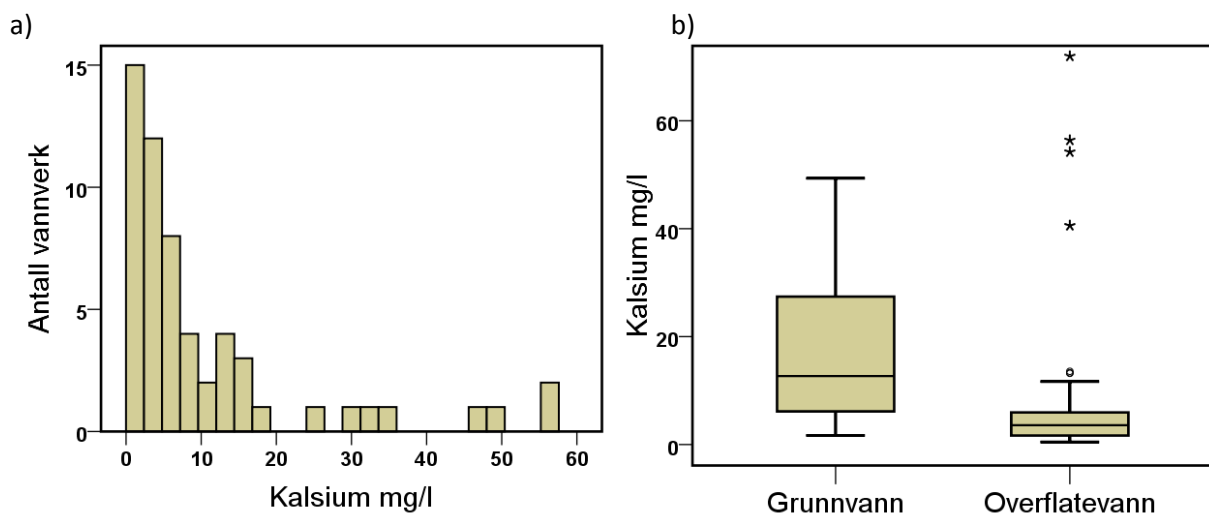 a)
15
10
5
0
Antall vannverk
0 10 20 30 40 50 60
Kalsium mg/l
b)
60
40
20
0
Kalsium mg/l
Grunnvann Overflatevann